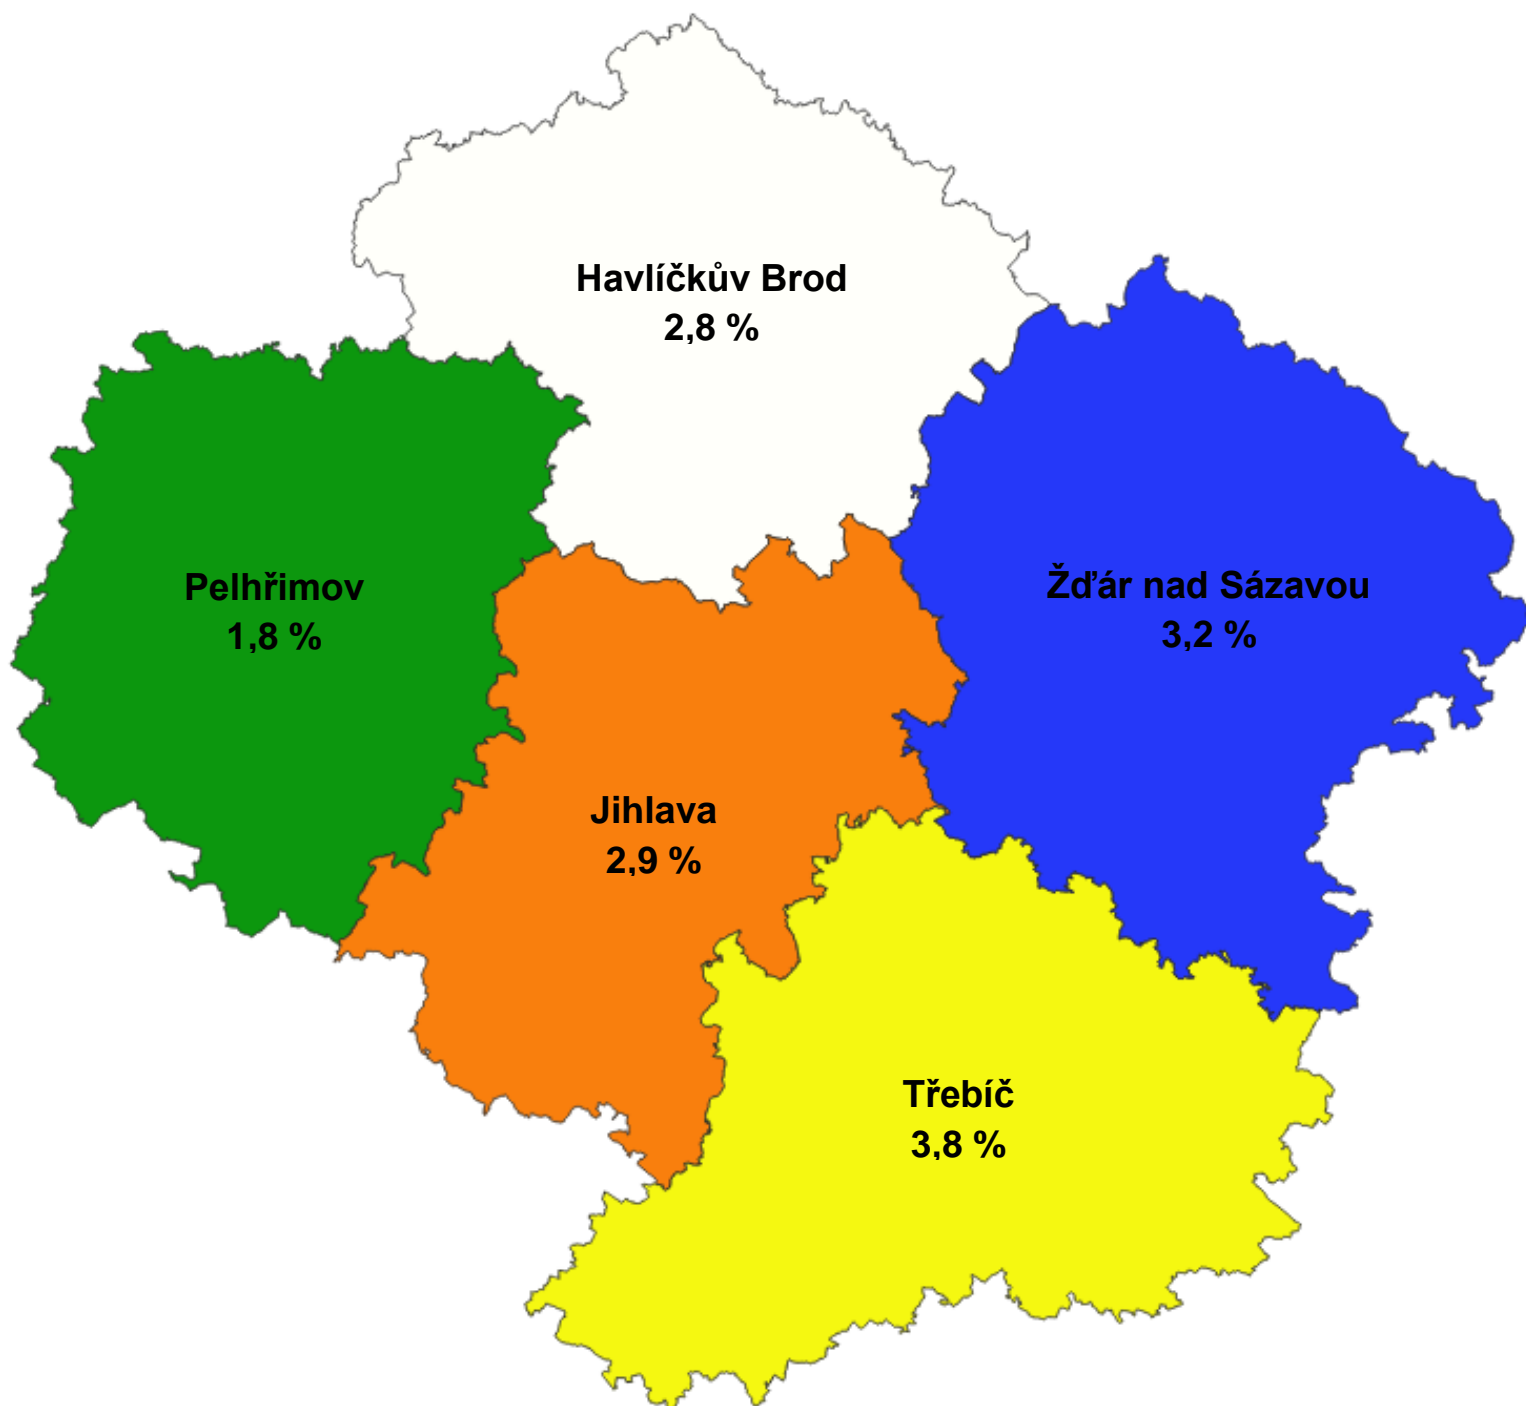 Havlíčkův Brod
2,8 %
Pelhřimov
1,8 %
Žďár nad Sázavou
3,2 %
Jihlava
2,9 %
Třebíč
3,8 %